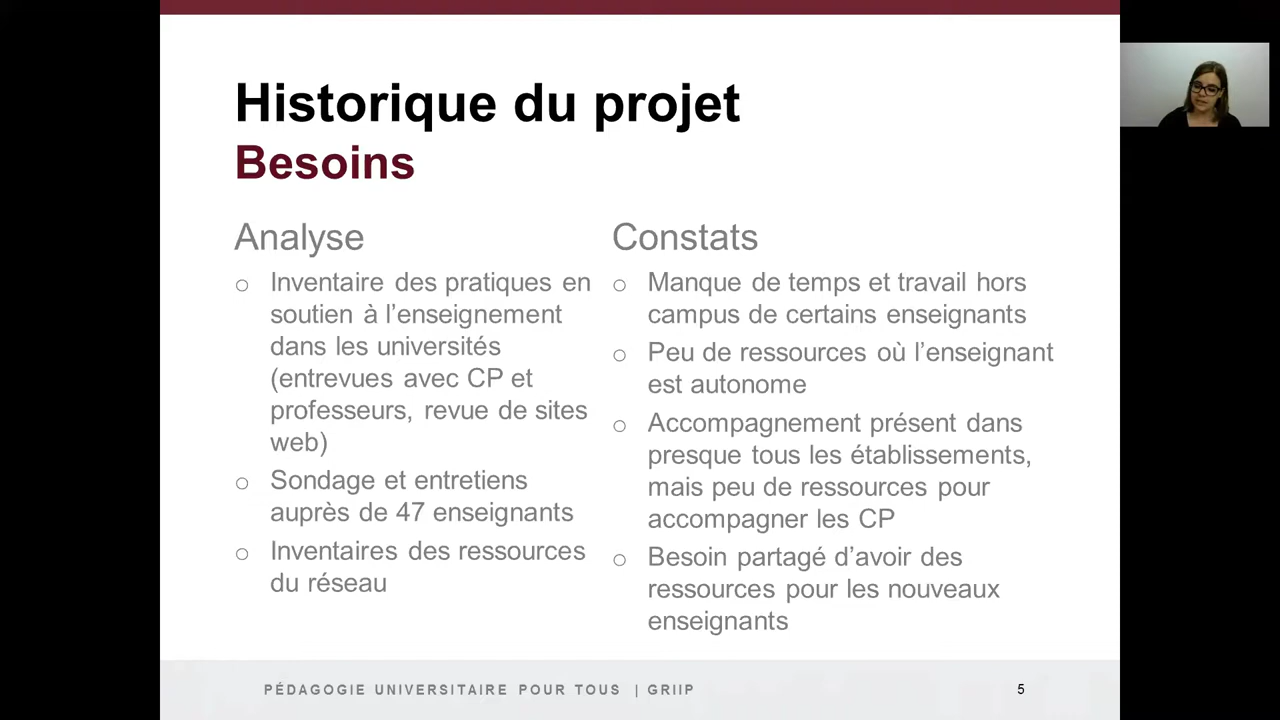 Historique du projet
Besoins
Analyse
o Inventaire des pratiques en
soutien à l’enseignement
dans les universités
(entrevues avec CP et
professeurs, revue de sites
web)
o Sondage et entretiens
auprès de 47 enseignants
o Inventaires des ressources
du réseau
Constats
o Manque de temps et travail hors
campus de certains enseignants
o Peu de ressources où l’enseignant
est autonome
o Accompagnement présent dans
presque tous les établissements,
mais peu de ressources pour
accompagner les CP
o Besoin partagé d’avoir des
ressources pour les nouveaux
enseignants
PÉDAGOGIE UNIVERSITAIRE POUR TOUS | GRIIP
5